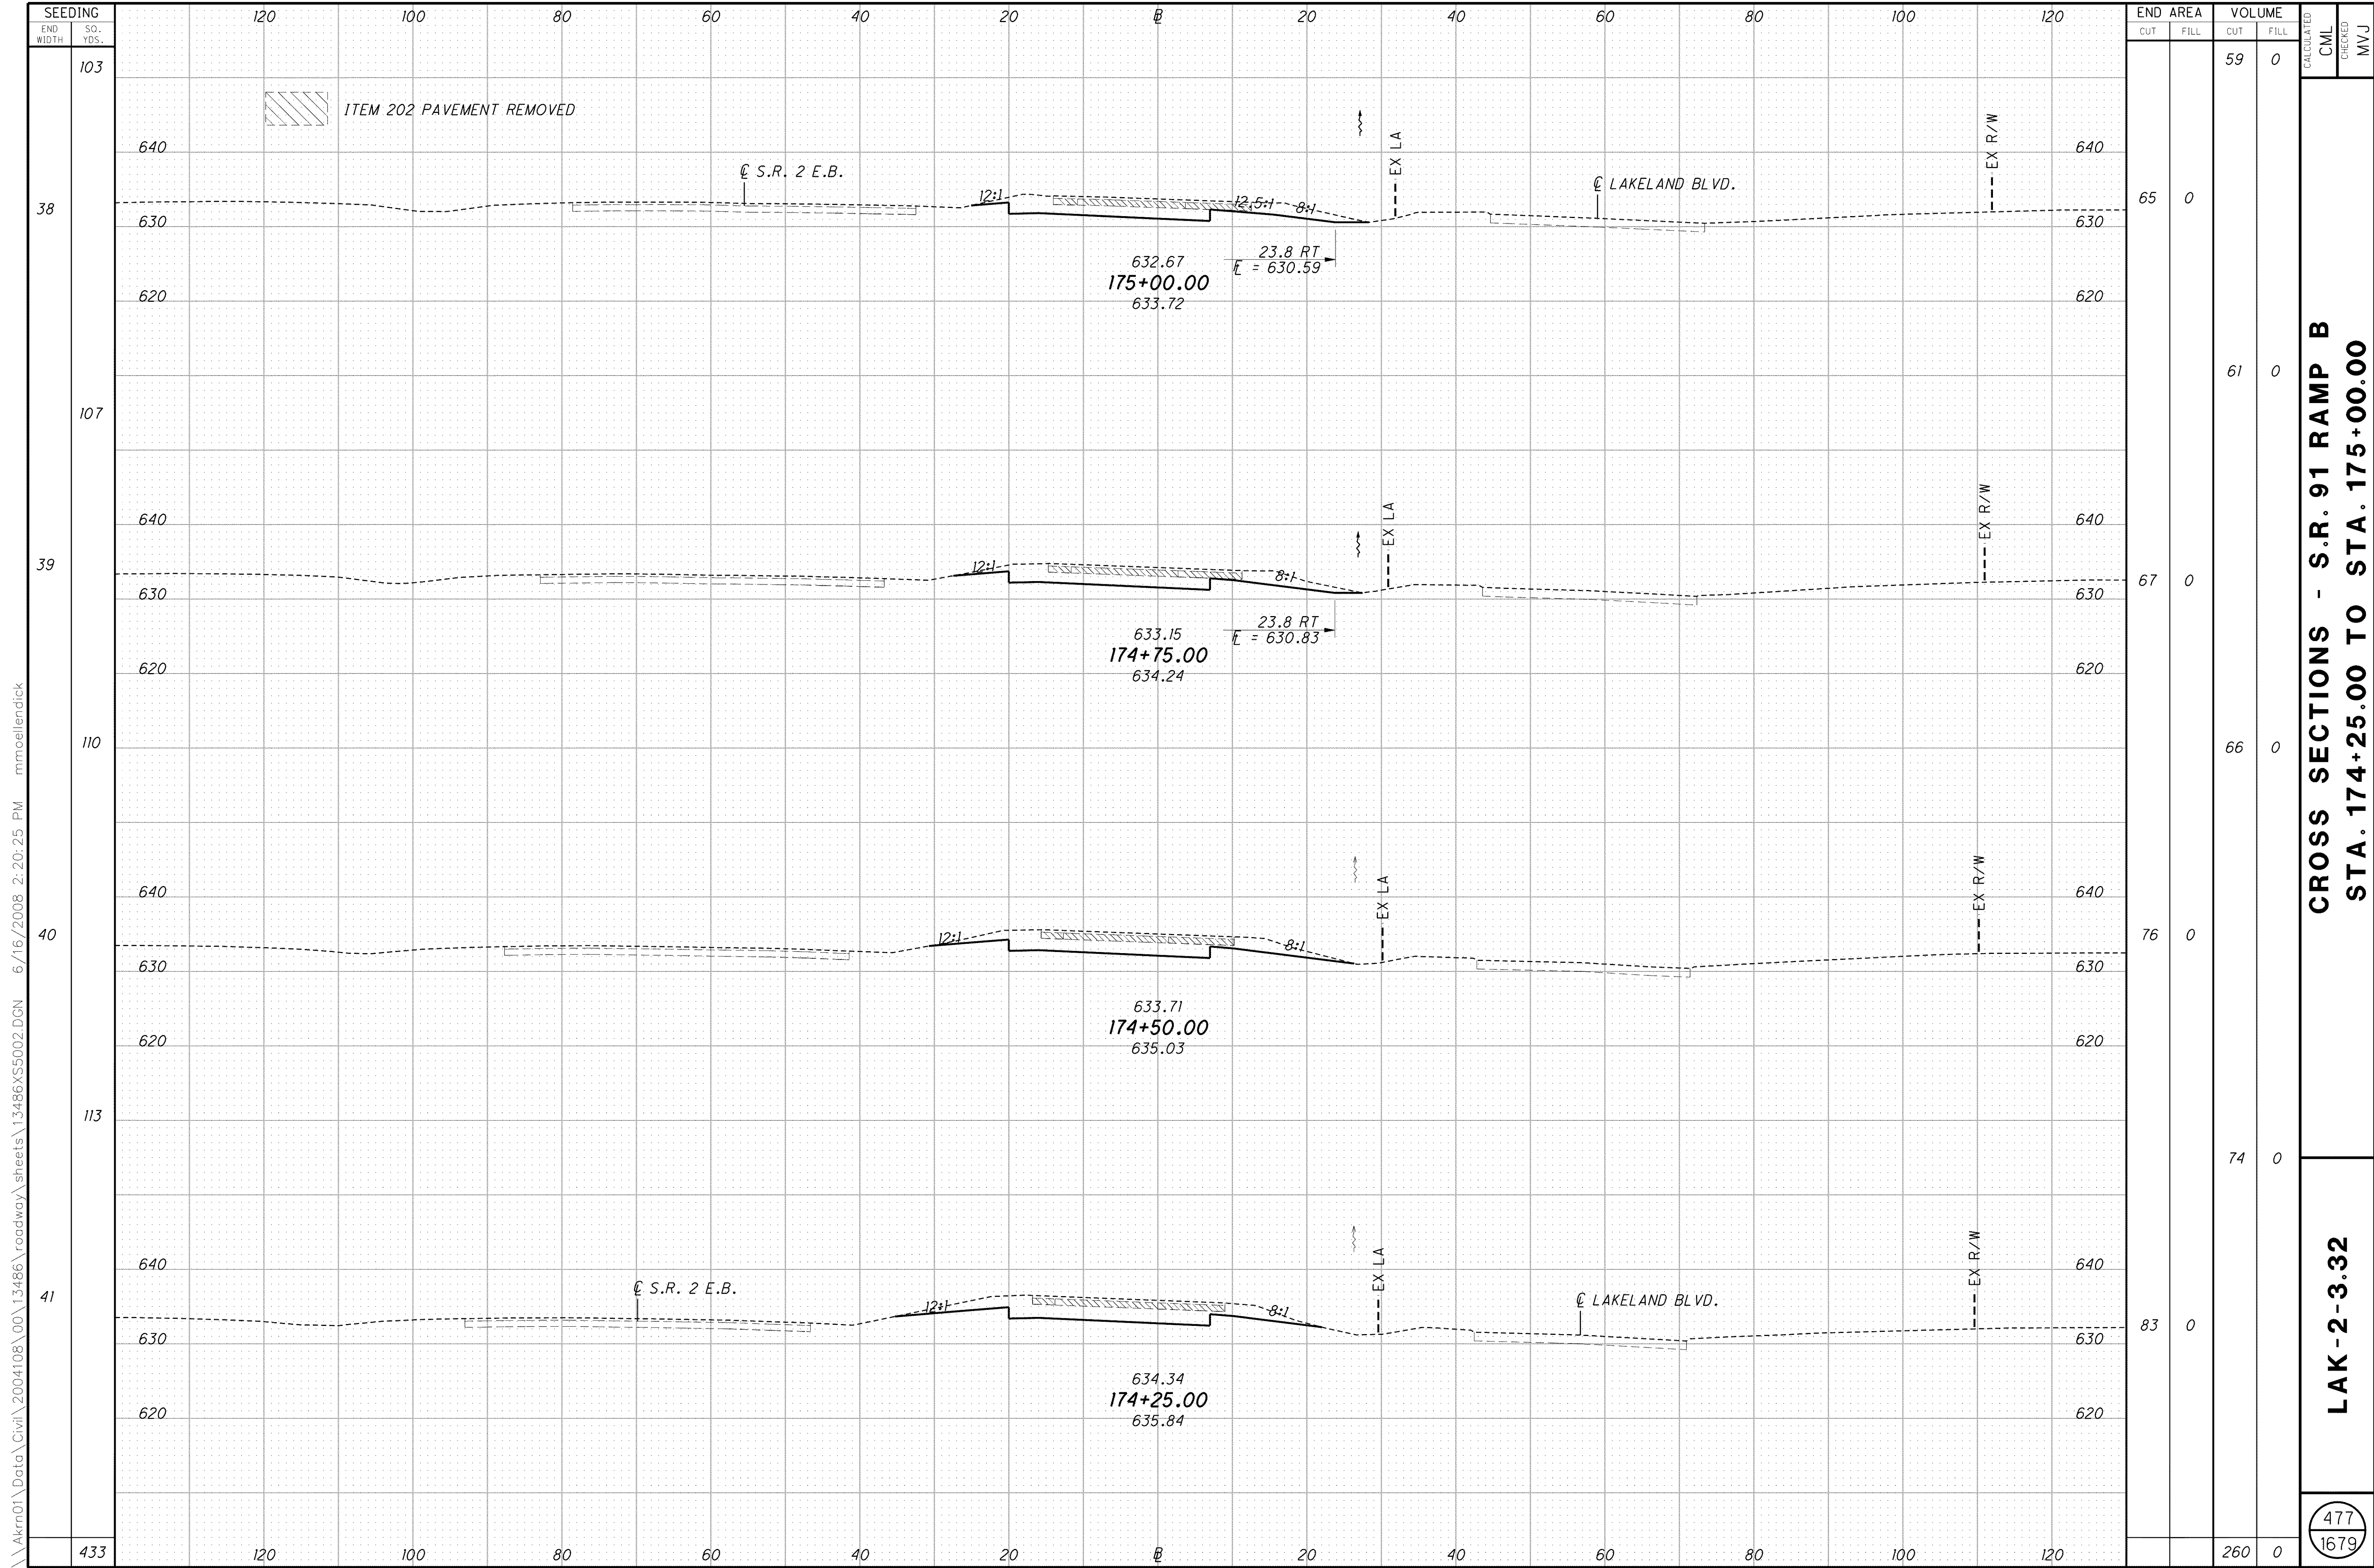 SEEDING
END WIDTH
SQ. YDS.
120 100 80 60 40 20 ℄ 20 40 60 80 100 120
END AREA
CUT FILL
VOLUME
CUT FILL
CALCULATED
CML
CHECKED
MVJ
103
59 0
ITEM 202 PAVEMENT REMOVED
640
℄ S.R. 2 E.B.
12:1
12.5:1
8:1
EX LA
℄ LAKELAND BLVD.
EX R/W
640
38
630
630
65 0
632.67
175+00.00
633.72
23.8 RT
℄ = 630.59
620
620
61 0
107
640
12:1
8:1
EX LA
EX R/W
640
39
630
630
67 0
633.15
174+75.00
634.24
23.8 RT
℄ = 630.83
620
620
110
66 0
640
12:1
8:1
EX LA
EX R/W
640
40
630
630
76 0
633.71
174+50.00
635.03
620
620
113
74 0
640
℄ S.R. 2 E.B.
12:1
8:1
EX LA
℄ LAKELAND BLVD.
EX R/W
640
41
630
630
83 0
634.34
174+25.00
635.84
620
620
433
120 100 80 60 40 20 ℄ 20 40 60 80 100 120
260 0
CROSS SECTIONS - S.R. 91 RAMP B
STA. 174+25.00 TO STA. 175+00.00
LAK-2-3.32
477
1679
\\Akrn01\Data\Civil\2004108\00\13486\roadway\sheets\13486XS5002.DGN 6/16/2008 2:20:25 PM mmoellendick